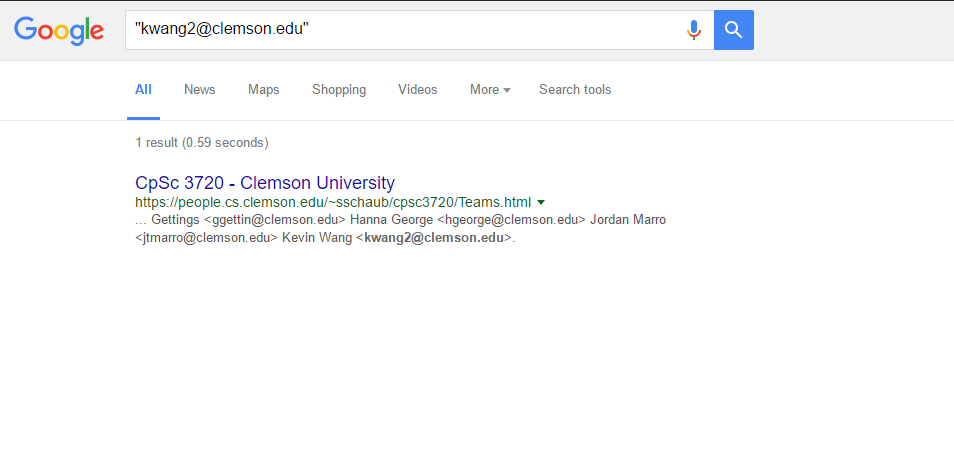 Google "kwang2@clemson.edu"
All News Maps Shopping Videos More Search tools
1 result (0.59 seconds)
CpSc 3720 - Clemson University
https://people.cs.clemson.edu/~sschaub/cpsc3720/Teams.html
... Gettings <ggettin@clemson.edu> Hanna George <hgeorge@clemson.edu> Jordan Marro
<jtmarro@clemson.edu> Kevin Wang <kwang2@clemson.edu>.